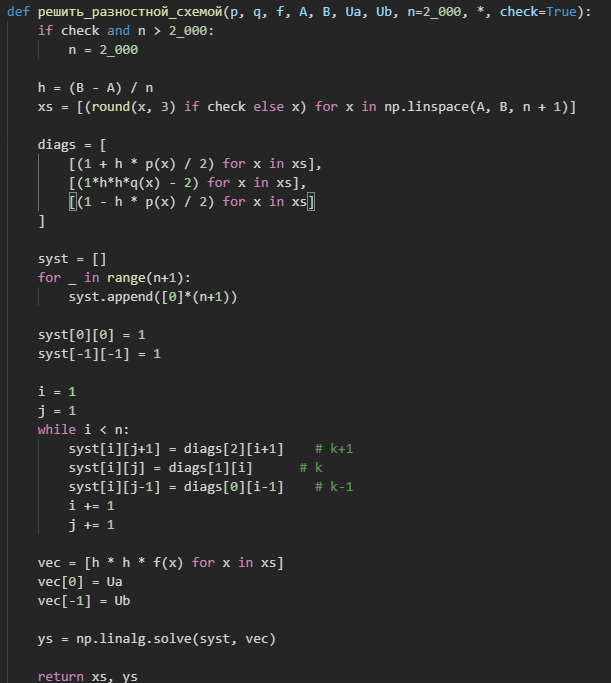 def решить_разностной_схемой(p, q, f, A, B, Ua, Ub, n=2_000, *, check=True):
    if check and n > 2_000:
        n = 2_000

    h = (B - A) / n
    xs = [(round(x, 3) if check else x) for x in np.linspace(A, B, n + 1)]

    diags = [
        [(1 + h * p(x) / 2) for x in xs],
        [(1*h*h*q(x) - 2) for x in xs],
        [(1 - h * p(x) / 2) for x in xs]
    ]

    syst = []
    for _ in range(n+1):
        syst.append([0]*(n+1))

    syst[0][0] = 1
    syst[-1][-1] = 1

    i = 1
    j = 1
    while i < n:
        syst[i][j+1] = diags[2][i+1]    # k+1
        syst[i][j] = diags[1][i]      # k
        syst[i][j-1] = diags[0][i-1]    # k-1
        i += 1
        j += 1

    vec = [h * h * f(x) for x in xs]
    vec[0] = Ua
    vec[-1] = Ub

    ys = np.linalg.solve(syst, vec)

    return xs, ys